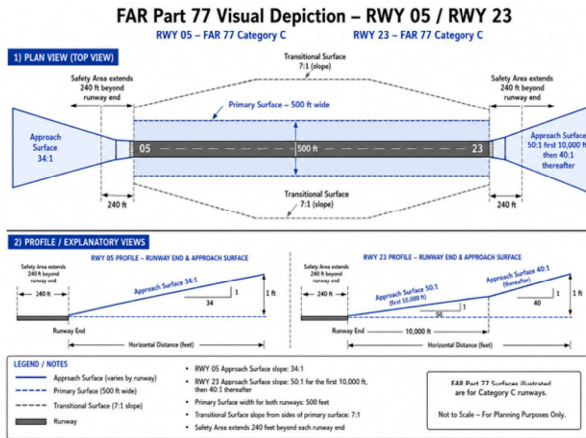 FAR Part 77 Visual Depiction – RWY 05 / RWY 23
RWY 05 – FAR 77 Category C
RWY 23 – FAR 77 Category C
1) PLAN VIEW (TOP VIEW)
Transitional Surface
7:1 (slope)
Safety Area extends
240 ft beyond
runway end
Safety Area extends
240 ft beyond
runway end
Primary Surface – 500 ft wide
Approach
Surface
34:1
05
500 ft
23
Approach Surface
50:1 first 10,000 ft
then 40:1
thereafter
240 ft
Transitional Surface
7:1 (slope)
240 ft
2) PROFILE / EXPLANATORY VIEWS
RWY 05 PROFILE – RUNWAY END & APPROACH SURFACE
Safety Area extends
240 ft beyond
runway end
240 ft
Approach Surface 34:1
1
34
1 ft
Runway End
Horizontal Distance (feet)
RWY 23 PROFILE – RUNWAY END & APPROACH SURFACE
Safety Area extends
240 ft beyond
runway end
240 ft
Approach Surface 50:1
(first 10,000 ft)
Approach Surface 40:1
(thereafter)
1
50
1
40
1 ft
Runway End
10,000 ft
Horizontal Distance (feet)
LEGEND / NOTES
Approach Surface (varies by runway)
Primary Surface (500 ft wide)
Transitional Surface (7:1 slope)
Runway
• RWY 05 Approach Surface slope: 34:1
• RWY 23 Approach Surface slope: 50:1 for the first 10,000 ft,
then 40:1 thereafter
• Primary Surface width for both runways: 500 feet
• Transitional Surface slope from sides of primary surface: 7:1
• Safety Area extends 240 feet beyond each runway end
FAR Part 77 Surfaces illustrated
are for Category C runways.
Not to Scale – For Planning Purposes Only.